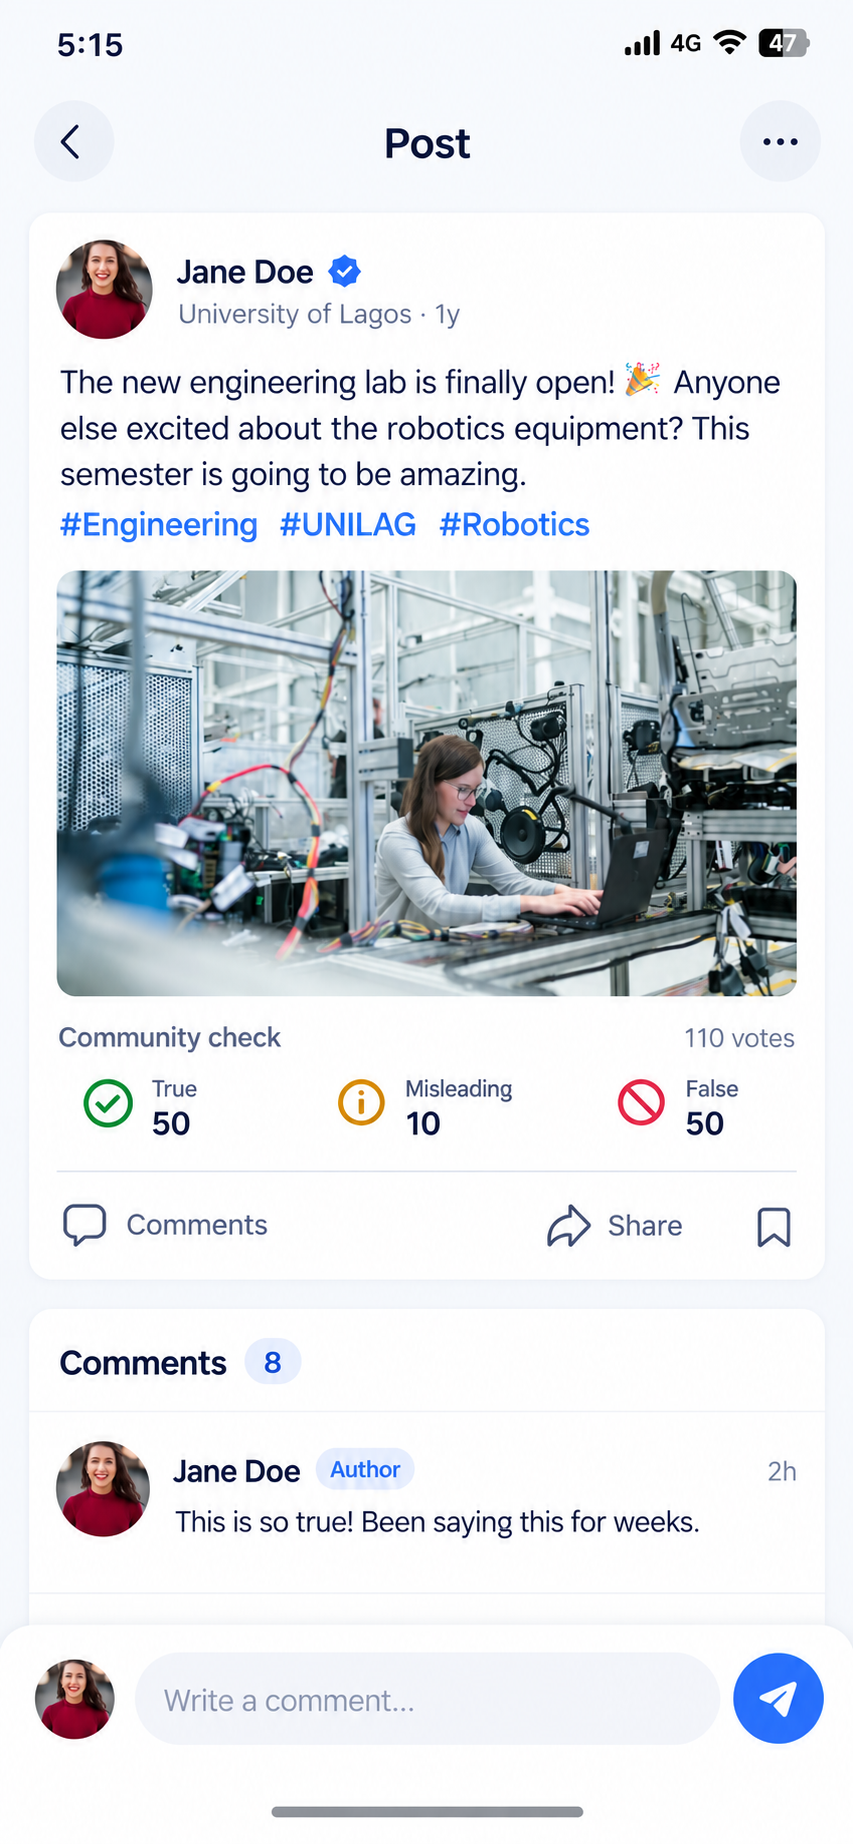 5:15
4G
47
Post
Jane Doe
University of Lagos · 1y
The new engineering lab is finally open! 🎉 Anyone
else excited about the robotics equipment? This
semester is going to be amazing.
#Engineering #UNILAG #Robotics
Community check
110 votes
True
50
Misleading
10
False
50
Comments
Share
Comments 8
Jane Doe Author 2h
This is so true! Been saying this for weeks.
Write a comment...